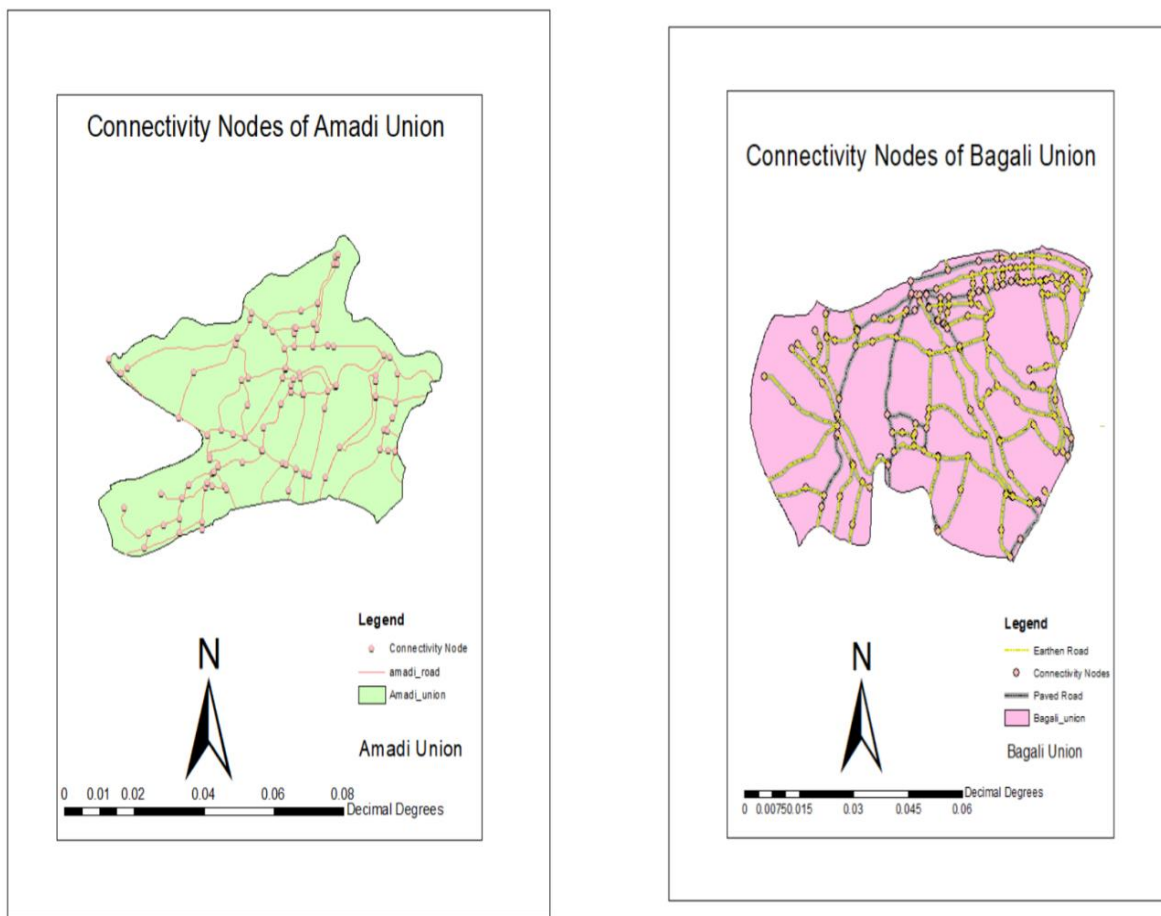 Connectivity Nodes of Amadi Union
Legend
Connectivity Node
amadi_road
Amadi_union
N
Amadi Union
0 0.01 0.02 0.04 0.06 0.08
Decimal Degrees
Connectivity Nodes of Bagali Union
Legend
Earthen Road
Connectivity Nodes
Paved Road
Bagali_union
N
Bagali Union
Decimal Degrees
0 0.00750.015 0.03 0.045 0.06